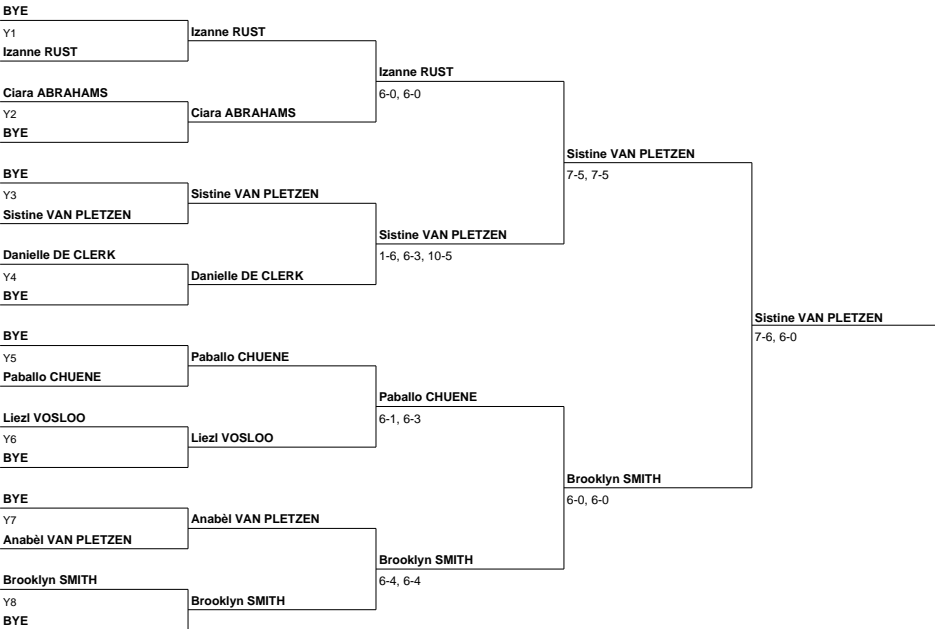 BYE
Y1
Izanne RUST
Izanne RUST
Ciara ABRAHAMS
Y2
BYE
Ciara ABRAHAMS
Izanne RUST
6-0, 6-0
BYE
Y3
Sistine VAN PLETZEN
Sistine VAN PLETZEN
Danielle DE CLERK
Y4
BYE
Danielle DE CLERK
Sistine VAN PLETZEN
1-6, 6-3, 10-5
Sistine VAN PLETZEN
7-5, 7-5
BYE
Y5
Paballo CHUENE
Paballo CHUENE
Liezl VOSLOO
Y6
BYE
Liezl VOSLOO
Paballo CHUENE
6-1, 6-3
BYE
Y7
Anabèl VAN PLETZEN
Anabèl VAN PLETZEN
Brooklyn SMITH
Y8
BYE
Brooklyn SMITH
Brooklyn SMITH
6-4, 6-4
Brooklyn SMITH
6-0, 6-0
Sistine VAN PLETZEN
7-6, 6-0